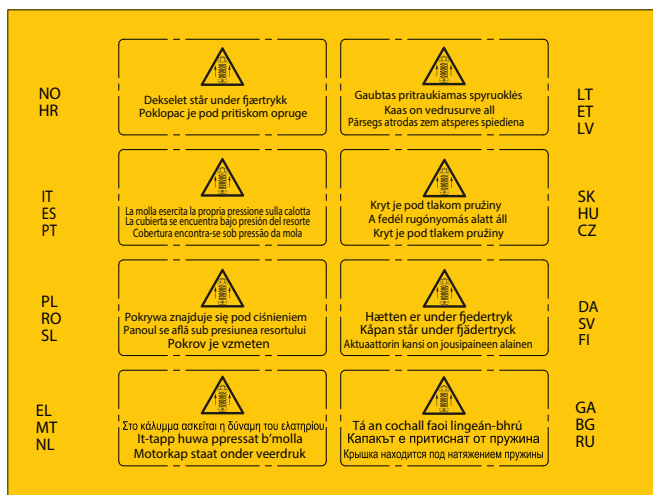 NO
HR
Dekselet står under fjærtrykk
Poklopac je pod pritiskom opruge
Gaubtas pritraukiamas spyruoklės
Kaas on vedrusurve all
Pārsegs atrodas zem atsperes spiediena
LT
ET
LV
IT
ES
PT
La molla esercita la propria pressione sulla calotta
La cubierta se encuentra bajo presión del resorte
Cobertura encontra-se sob pressão da mola
Kryt je pod tlakom pružiny
A fedél rugónyomás alatt áll
Kryt je pod tlakem pružiny
SK
HU
CZ
PL
RO
SL
Pokrywa znajduje się pod ciśnieniem
Panoul se află sub presiunea resortului
Pokrov je vzmeten
Hætten er under fjedertryk
Kåpan står under fjädertryck
Aktuaattorin kansi on jousipaineen alainen
DA
SV
FI
EL
MT
NL
Στο κάλυμμα ασκείται η δύναμη του ελατηρίου
It-tapp huwa ppressat b'molla
Motorkap staat onder veerdruk
Tá an cochall faoi lingeán-bhrú
Капакът е притиснат от пружина
Крышка находится под натяжением пружины
GA
BG
RU